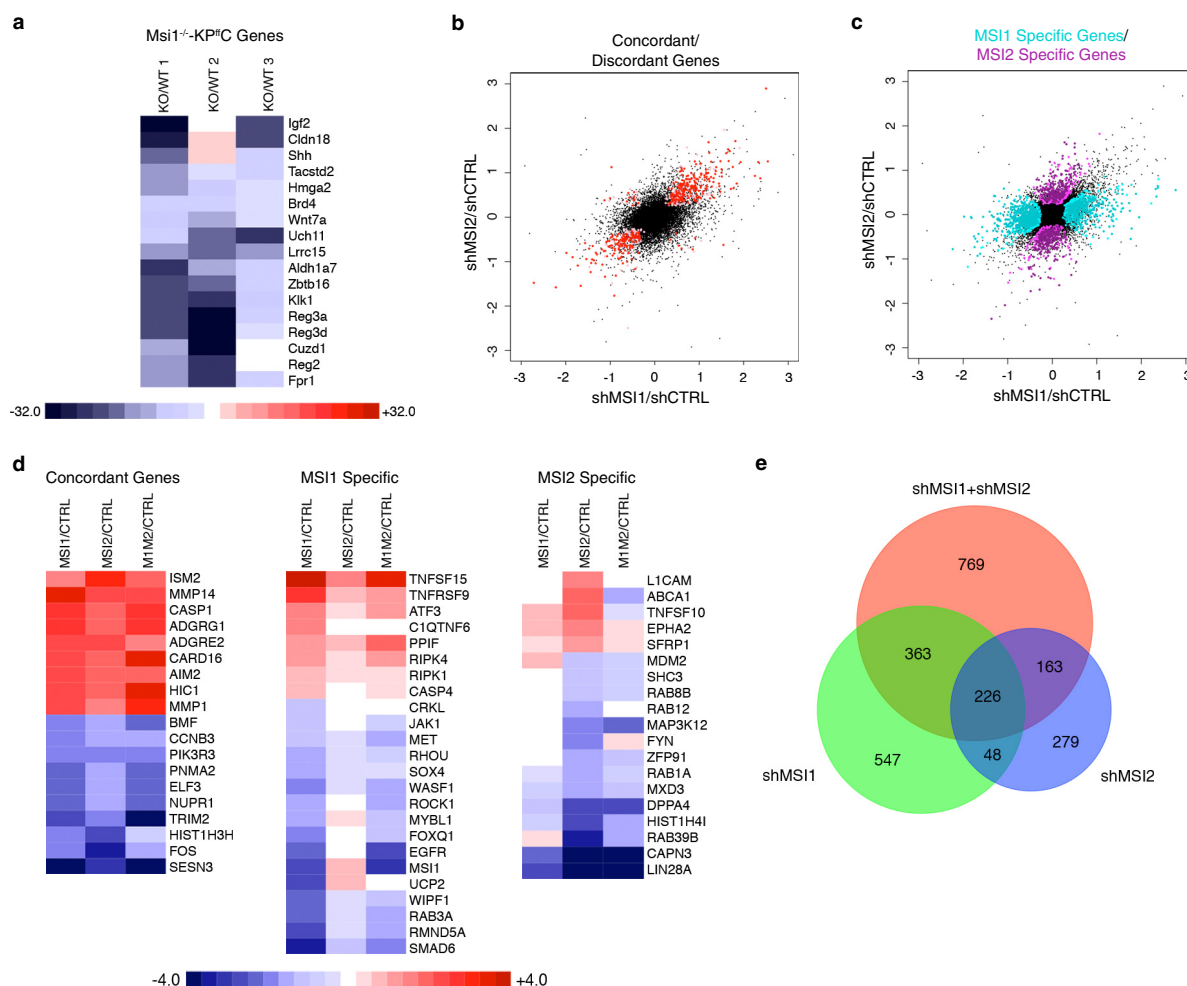 a
Msi1-/--KPf/fC Genes
KO/WT 1
KO/WT 2
KO/WT 3
Igf2
Cldn18
Shh
Tacstd2
Hmga2
Brd4
Wnt7a
Uch11
Lrrc15
Aldh1a7
Zbtb16
Klk1
Reg3a
Reg3d
Cuzd1
Reg2
Fpr1
-32.0
+32.0
b
Concordant/
Discordant Genes
shMSI2/shCTRL
3
2
1
0
-1
-2
-3
-3 -2 -1 0 1 2 3
shMSI1/shCTRL
c
MSI1 Specific Genes/
MSI2 Specific Genes
shMSI2/shCTRL
3
2
1
0
-1
-2
-3
-3 -2 -1 0 1 2 3
shMSI1/shCTRL
d
Concordant Genes
MSI1/CTRL
MSI2/CTRL
M1M2/CTRL
ISM2
MMP14
CASP1
ADGRG1
ADGRE2
CARD16
AIM2
HIC1
MMP1
BMF
CCNB3
PIK3R3
PNMA2
ELF3
NUPR1
TRIM2
HIST1H3H
FOS
SESN3
MSI1 Specific
MSI1/CTRL
MSI2/CTRL
M1M2/CTRL
TNFSF15
TNFRSF9
ATF3
C1QTNF6
PPIF
RIPK4
RIPK1
CASP4
CRKL
JAK1
MET
RHOU
SOX4
WASF1
ROCK1
MYBL1
FOXQ1
EGFR
MSI1
UCP2
WIPF1
RAB3A
RMND5A
SMAD6
MSI2 Specific
MSI1/CTRL
MSI2/CTRL
M1M2/CTRL
L1CAM
ABCA1
TNFSF10
EPHA2
SFRP1
MDM2
SHC3
RAB8B
RAB12
MAP3K12
FYN
ZFP91
RAB1A
MXD3
DPPA4
HIST1H4I
RAB39B
CAPN3
LIN28A
-4.0
+4.0
e
shMSI1+shMSI2
769
363
163
226
547
48
279
shMSI1
shMSI2